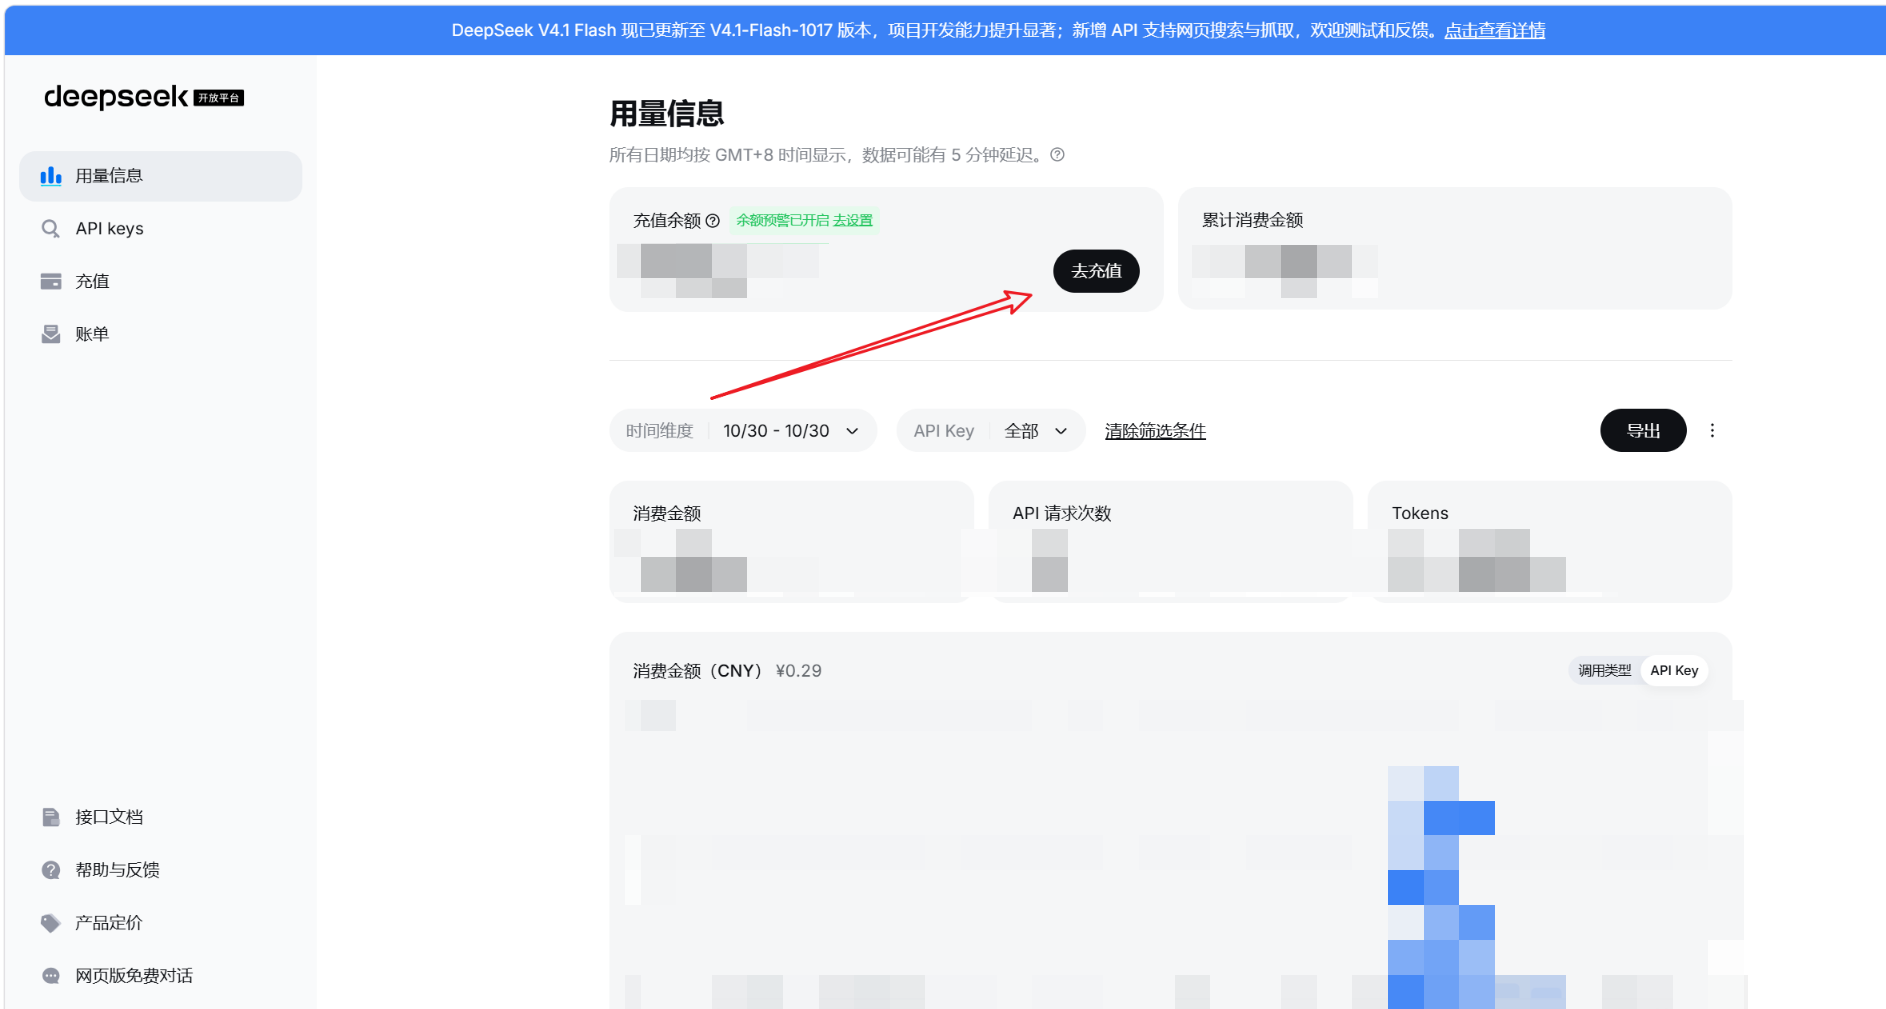 DeepSeek V4.1 Flash 现已更新至 V4.1-Flash-1017 版本，项目开发能力提升显著；新增 API 支持网页搜索与抓取，欢迎测试和反馈。点击查看详情
deepseek 开放平台
用量信息
API keys
充值
账单
接口文档
帮助与反馈
产品定价
网页版免费对话
用量信息
所有日期均按 GMT+8 时间显示，数据可能有 5 分钟延迟。
充值余额 余额预警已开启 去设置
去充值
累计消费金额
时间维度 10/30 - 10/30
API Key 全部
清除筛选条件
导出
消费金额
API 请求次数
Tokens
消费金额（CNY） ¥0.29
调用类型 API Key